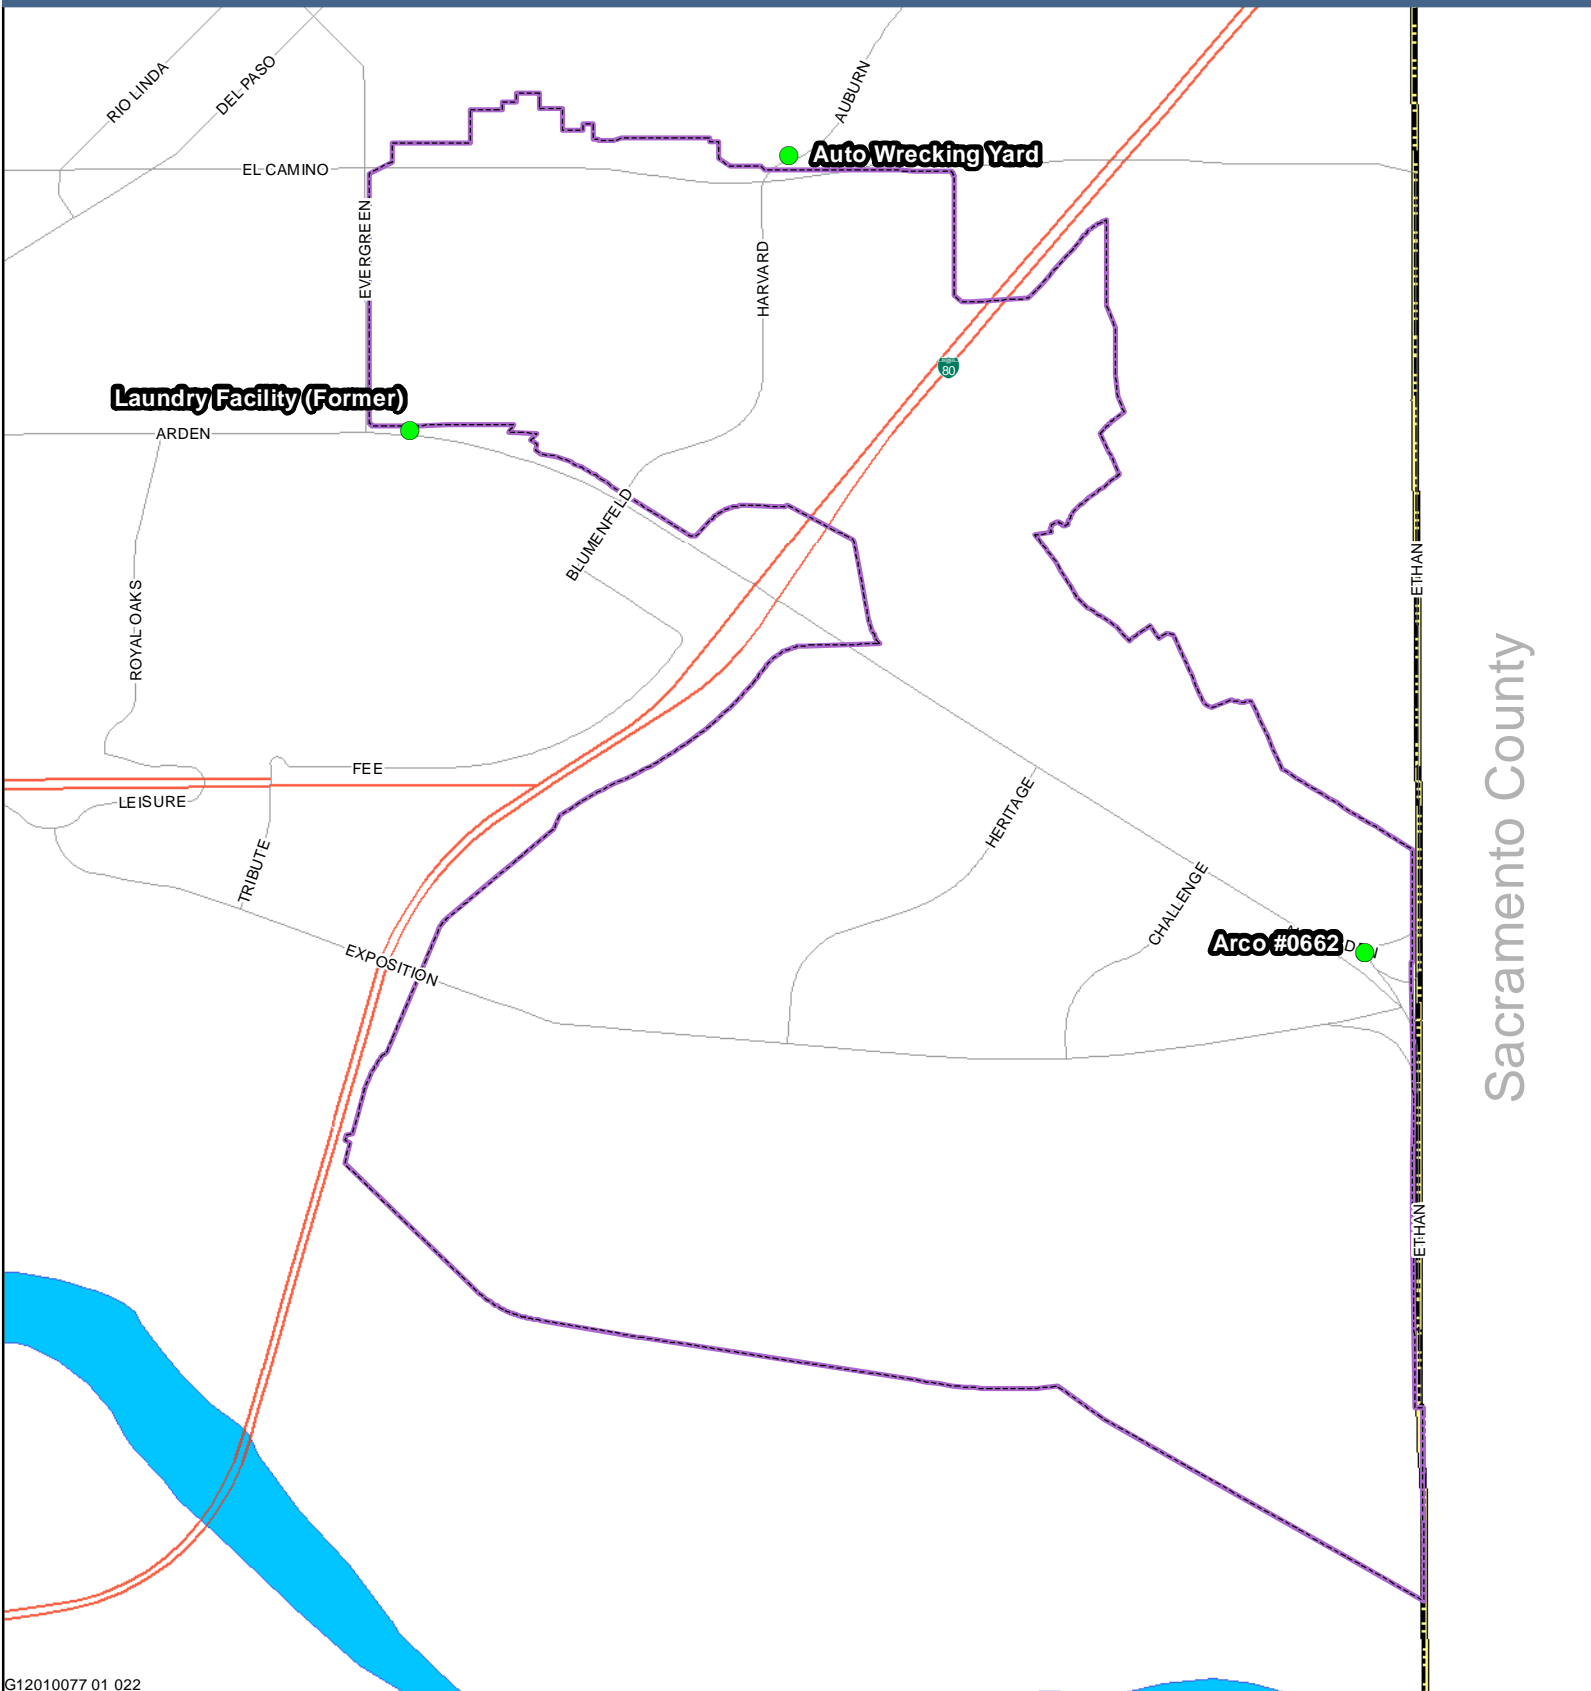 RIO LINDA
DEL PASO
AUBURN
Auto Wrecking Yard
EL CAMINO
EVERGREEN
HARVARD
80
Laundry Facility (Former)
ARDEN
BLUMENFELD
ETHAN
ROYAL OAKS
Sacramento County
FEE
LEISURE
HERITAGE
TRIBUTE
CHALLENGE
Arco #0662
EXPOSITION
ETHAN
G12010077 01 022